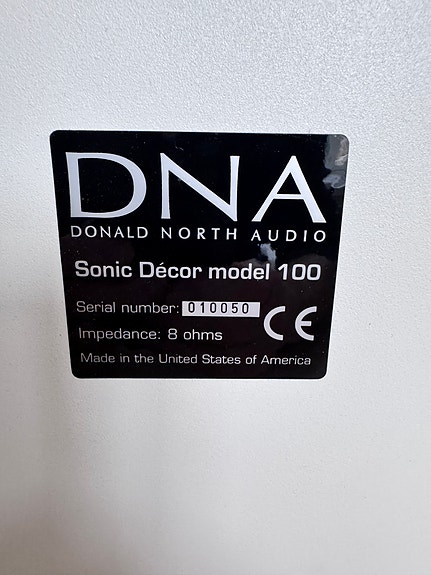 DNA
DONALD NORTH AUDIO
Sonic Décor model 100
Serial number: 010050
Impedance: 8 ohms
CE
Made in the United States of America